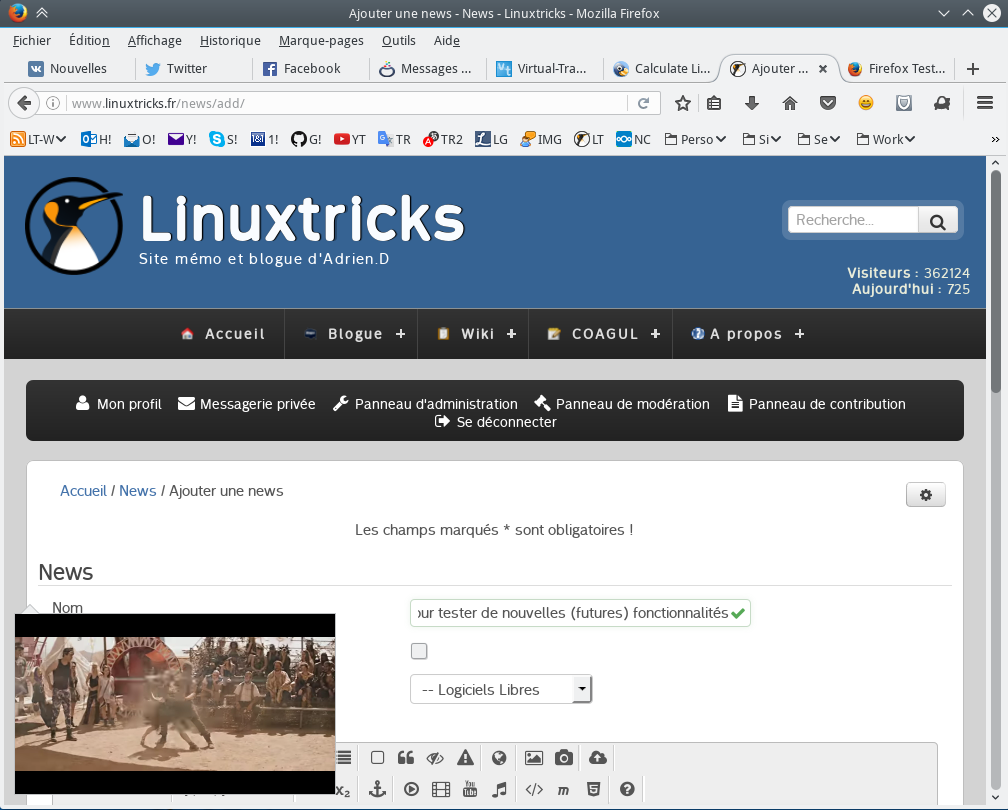 Ajouter une news - News - Linuxtricks - Mozilla Firefox
Fichier Édition Affichage Historique Marque-pages Outils Aide
Nouvelles Twitter Facebook Messages ... Virtual-Tra... Calculate Li... Ajouter ... Firefox Test...
www.linuxtricks.fr/news/add/
LT-W H! O! Y! S! 1! G! YT TR TR2 LG IMG LT NC Perso Si Se Work
Linuxtricks
Site mémo et blogue d'Adrien.D
Recherche...
Visiteurs : 362124
Aujourd'hui : 725
Accueil Blogue Wiki COAGUL A propos
Mon profil Messagerie privée Panneau d'administration Panneau de modération Panneau de contribution
Se déconnecter
Accueil / News / Ajouter une news
Les champs marqués * sont obligatoires !
News
Nom
our tester de nouvelles (futures) fonctionnalités
-- Logiciels Libres